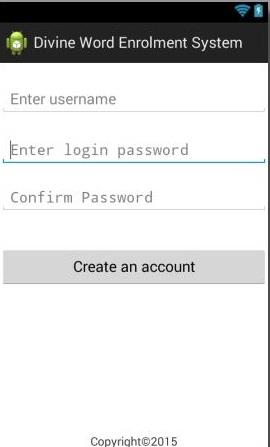 Divine Word Enrolment System
Enter username
Enter login password
Confirm Password
Create an account
Copyright©2015